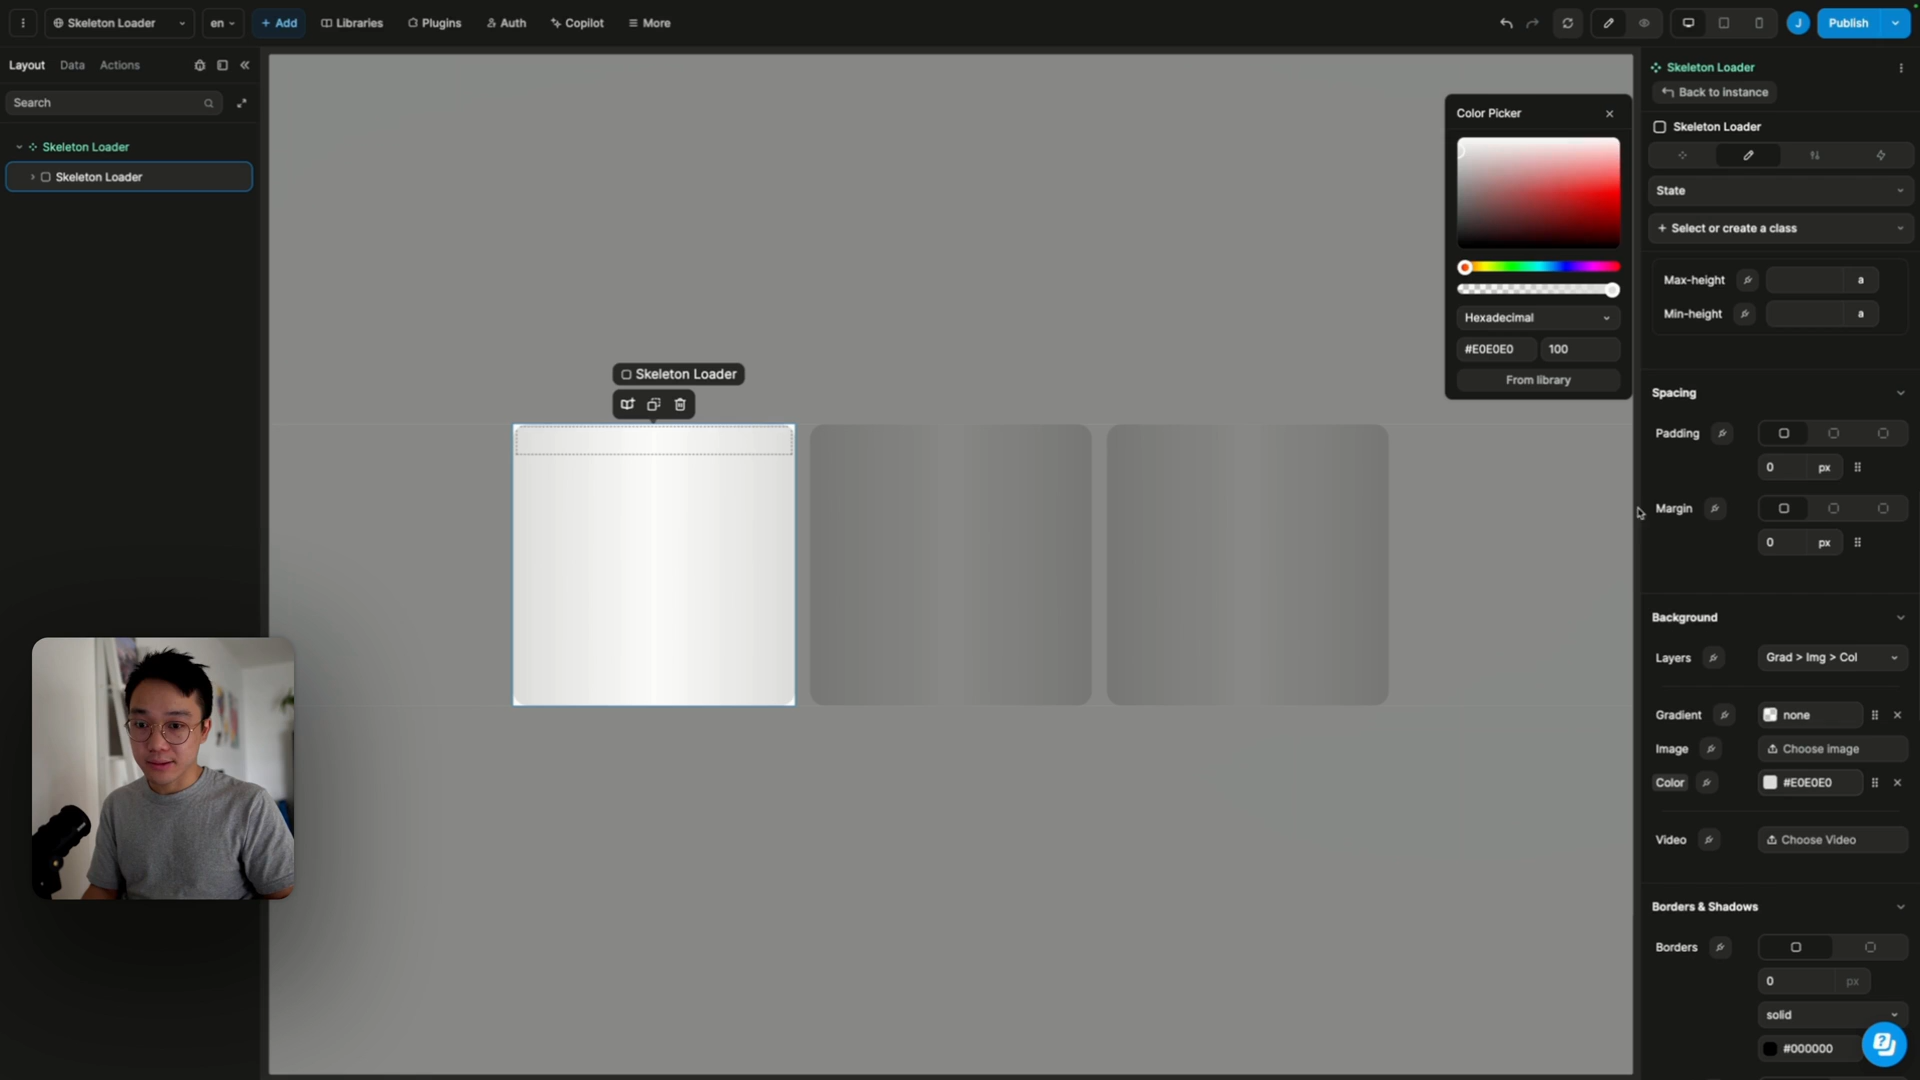 Skeleton Loader
en
+ Add
Libraries
Plugins
Auth
Copilot
More
J
Publish
Layout
Data
Actions
Search
Skeleton Loader
Skeleton Loader
Skeleton Loader
Color Picker
Hexadecimal
#E0E0E0
100
From library
Skeleton Loader
Back to instance
Skeleton Loader
State
+ Select or create a class
Max-height
a
Min-height
a
Spacing
Padding
0
px
Margin
0
px
Background
Layers
Grad > Img > Col
Gradient
none
Image
Choose image
Color
#E0E0E0
Video
Choose Video
Borders & Shadows
Borders
0
px
solid
#000000